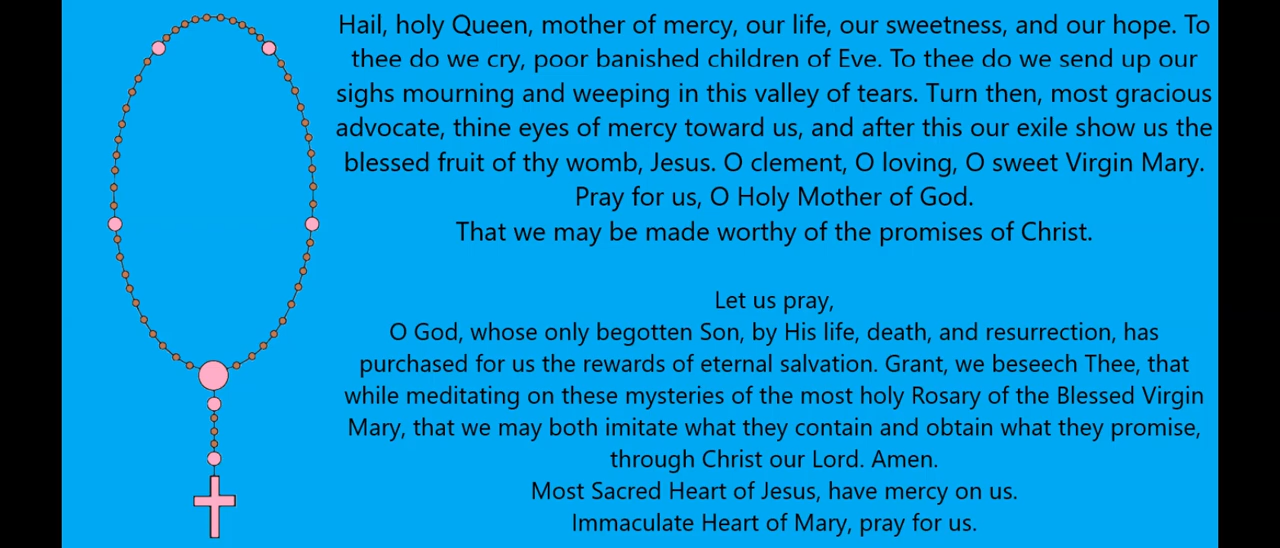 Hail, holy Queen, mother of mercy, our life, our sweetness, and our hope. To
thee do we cry, poor banished children of Eve. To thee do we send up our
sighs mourning and weeping in this valley of tears. Turn then, most gracious
advocate, thine eyes of mercy toward us, and after this our exile show us the
blessed fruit of thy womb, Jesus. O clement, O loving, O sweet Virgin Mary.
Pray for us, O Holy Mother of God.
That we may be made worthy of the promises of Christ.
Let us pray,
O God, whose only begotten Son, by His life, death, and resurrection, has
purchased for us the rewards of eternal salvation. Grant, we beseech Thee, that
while meditating on these mysteries of the most holy Rosary of the Blessed Virgin
Mary, that we may both imitate what they contain and obtain what they promise,
through Christ our Lord. Amen.
Most Sacred Heart of Jesus, have mercy on us.
Immaculate Heart of Mary, pray for us.